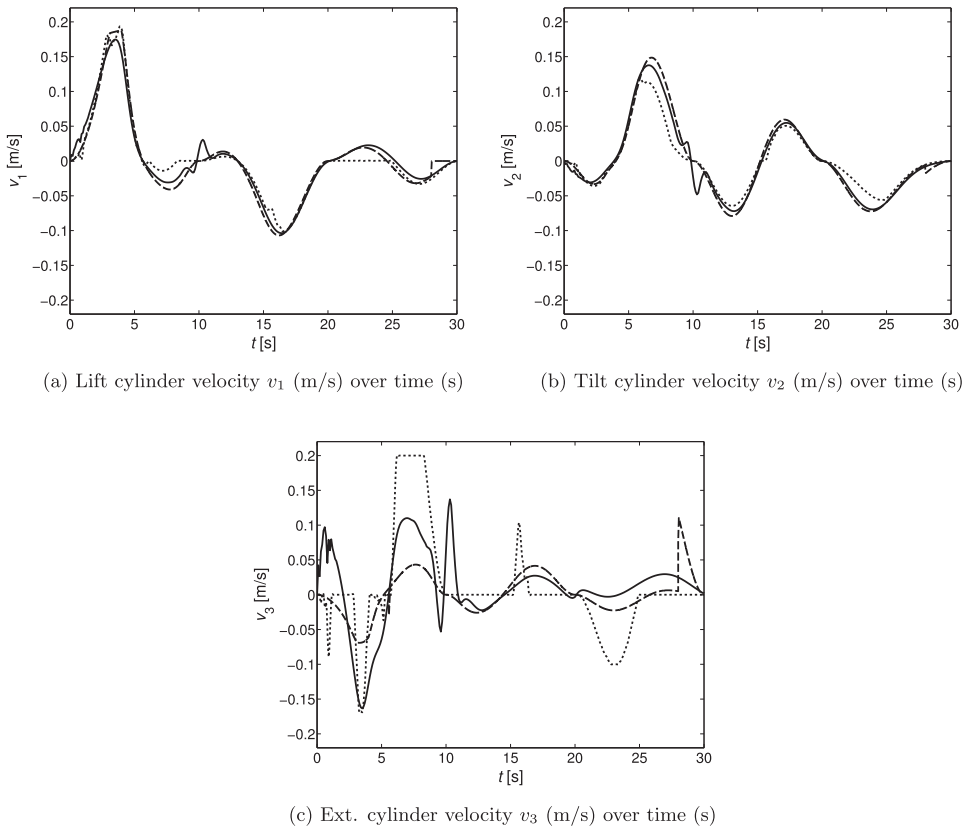 0.2
0.15
0.1
0.05
0
−0.05
−0.1
−0.15
−0.2
v1 [m/s]
0 5 10 15 20 25 30
t [s]
(a) Lift cylinder velocity v1 (m/s) over time (s)
0.2
0.15
0.1
0.05
0
−0.05
−0.1
−0.15
−0.2
v2 [m/s]
0 5 10 15 20 25 30
t [s]
(b) Tilt cylinder velocity v2 (m/s) over time (s)
0.2
0.15
0.1
0.05
0
−0.05
−0.1
−0.15
−0.2
v3 [m/s]
0 5 10 15 20 25 30
t [s]
(c) Ext. cylinder velocity v3 (m/s) over time (s)